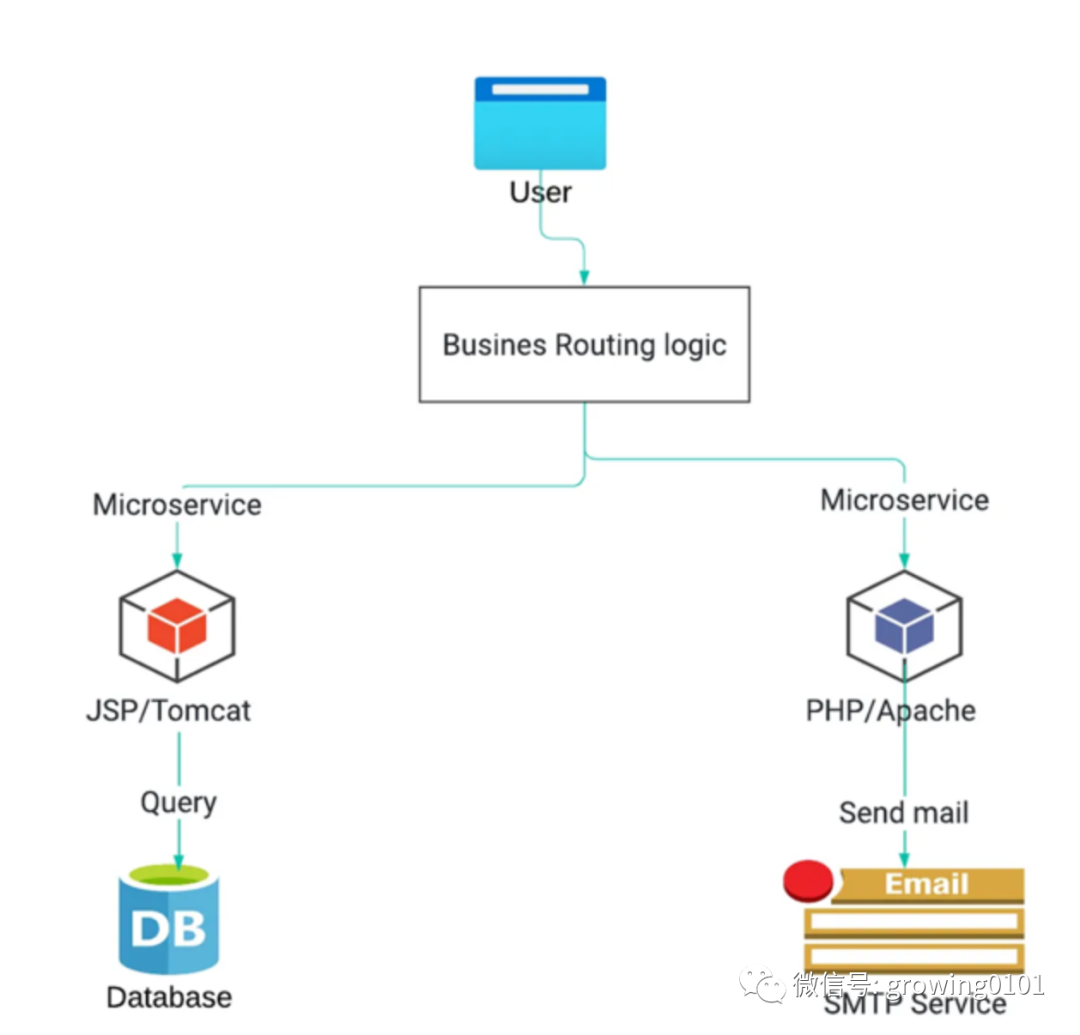 User
Busines Routing logic
Microservice
Microservice
JSP/Tomcat
PHP/Apache
Query
Send mail
Email
DB
微信号: growing0101
Database
SMTP Service